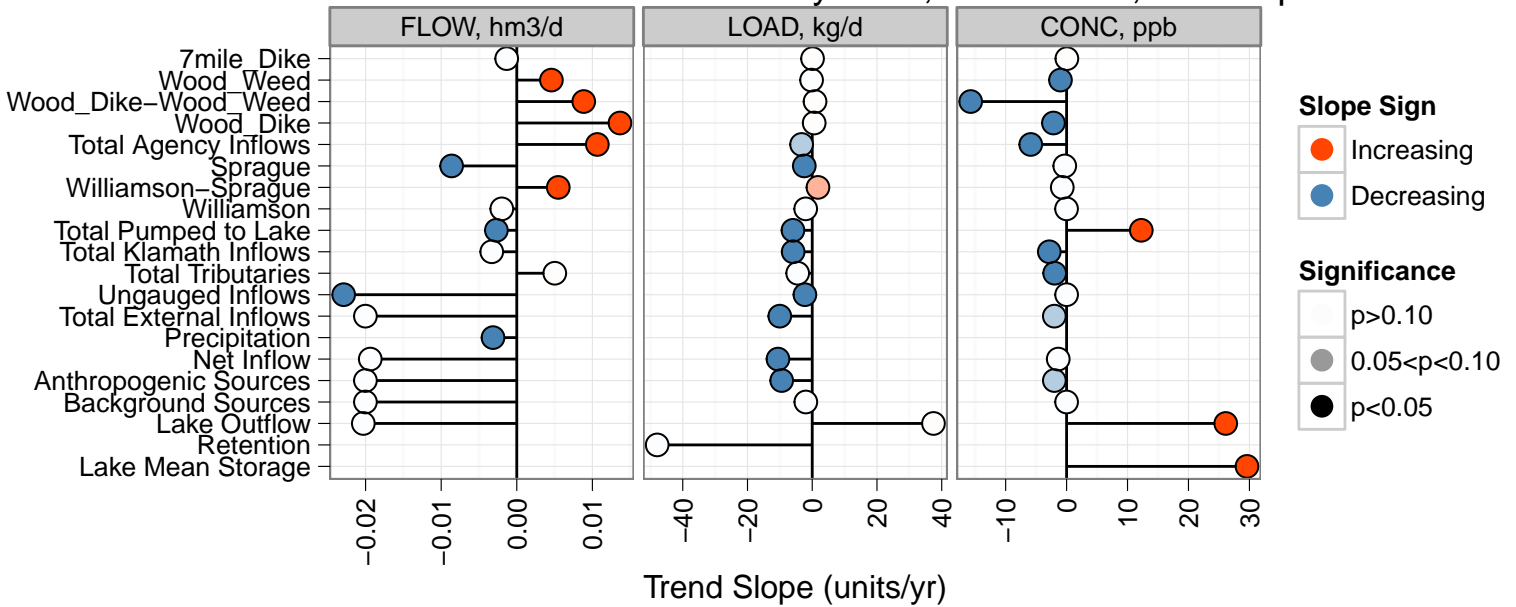 FLOW, hm3/d
LOAD, kg/d
CONC, ppb
7mile_Dike
Wood_Weed
Wood_Dike−Wood_Weed
Wood_Dike
Total Agency Inflows
Sprague
Williamson−Sprague
Williamson
Total Pumped to Lake
Total Klamath Inflows
Total Tributaries
Ungauged Inflows
Total External Inflows
Precipitation
Net Inflow
Anthropogenic Sources
Background Sources
Lake Outflow
Retention
Lake Mean Storage
−0.02
−0.01
0.00
0.01
−40
−20
0
20
40
−10
0
10
20
30
Trend Slope (units/yr)
Slope Sign
Increasing
Decreasing
Significance
p>0.10
0.05<p<0.10
p<0.05